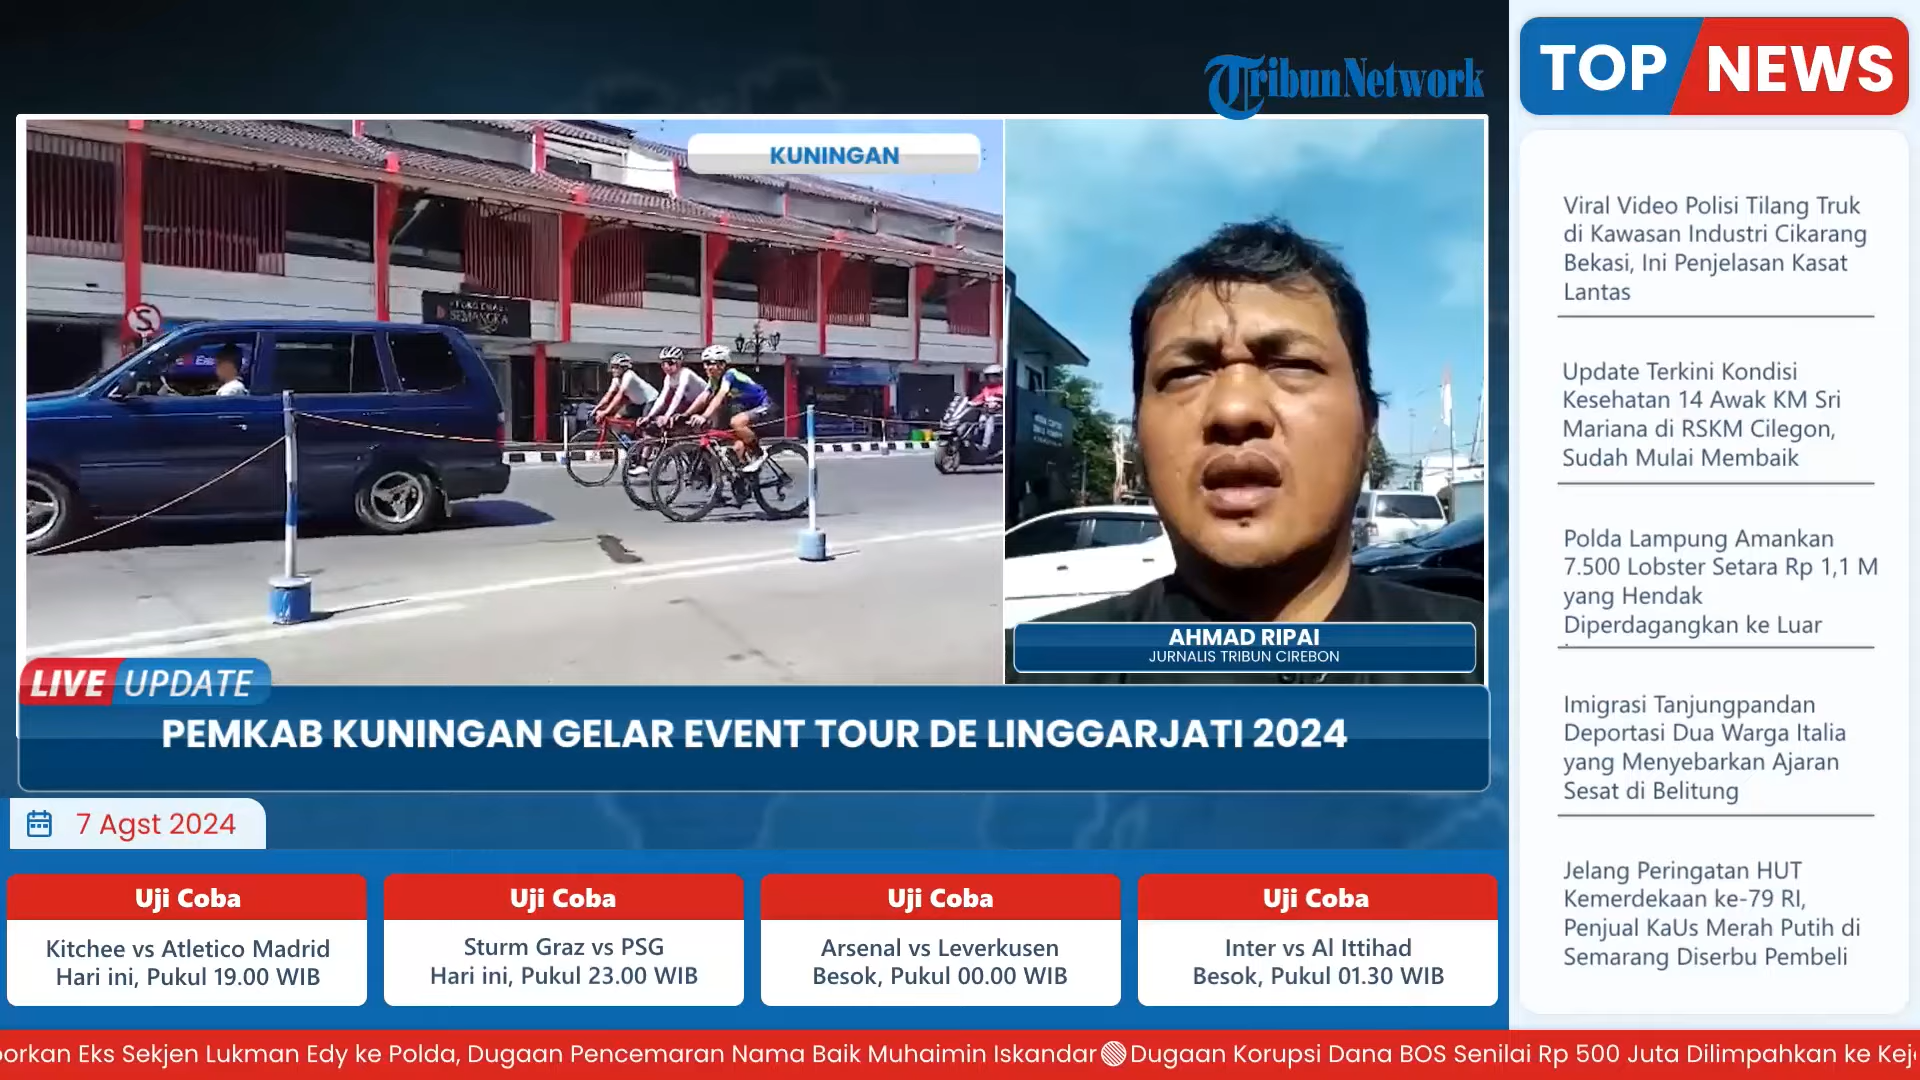 TribunNetwork
TOP NEWS
KUNINGAN
SEMANGKA
AHMAD RIPAI
JURNALIS TRIBUN CIREBON
LIVE UPDATE
PEMKAB KUNINGAN GELAR EVENT TOUR DE LINGGARJATI 2024
7 Agst 2024
Uji Coba
Kitchee vs Atletico Madrid
Hari ini, Pukul 19.00 WIB
Uji Coba
Sturm Graz vs PSG
Hari ini, Pukul 23.00 WIB
Uji Coba
Arsenal vs Leverkusen
Besok, Pukul 00.00 WIB
Uji Coba
Inter vs Al Ittihad
Besok, Pukul 01.30 WIB
Viral Video Polisi Tilang Truk
di Kawasan Industri Cikarang
Bekasi, Ini Penjelasan Kasat
Lantas
Update Terkini Kondisi
Kesehatan 14 Awak KM Sri
Mariana di RSKM Cilegon,
Sudah Mulai Membaik
Polda Lampung Amankan
7.500 Lobster Setara Rp 1,1 M
yang Hendak
Diperdagangkan ke Luar
Imigrasi Tanjungpandan
Deportasi Dua Warga Italia
yang Menyebarkan Ajaran
Sesat di Belitung
Jelang Peringatan HUT
Kemerdekaan ke-79 RI,
Penjual KaUs Merah Putih di
Semarang Diserbu Pembeli
porkan Eks Sekjen Lukman Edy ke Polda, Dugaan Pencemaran Nama Baik Muhaimin Iskandar Dugaan Korupsi Dana BOS Senilai Rp 500 Juta Dilimpahkan ke Kej